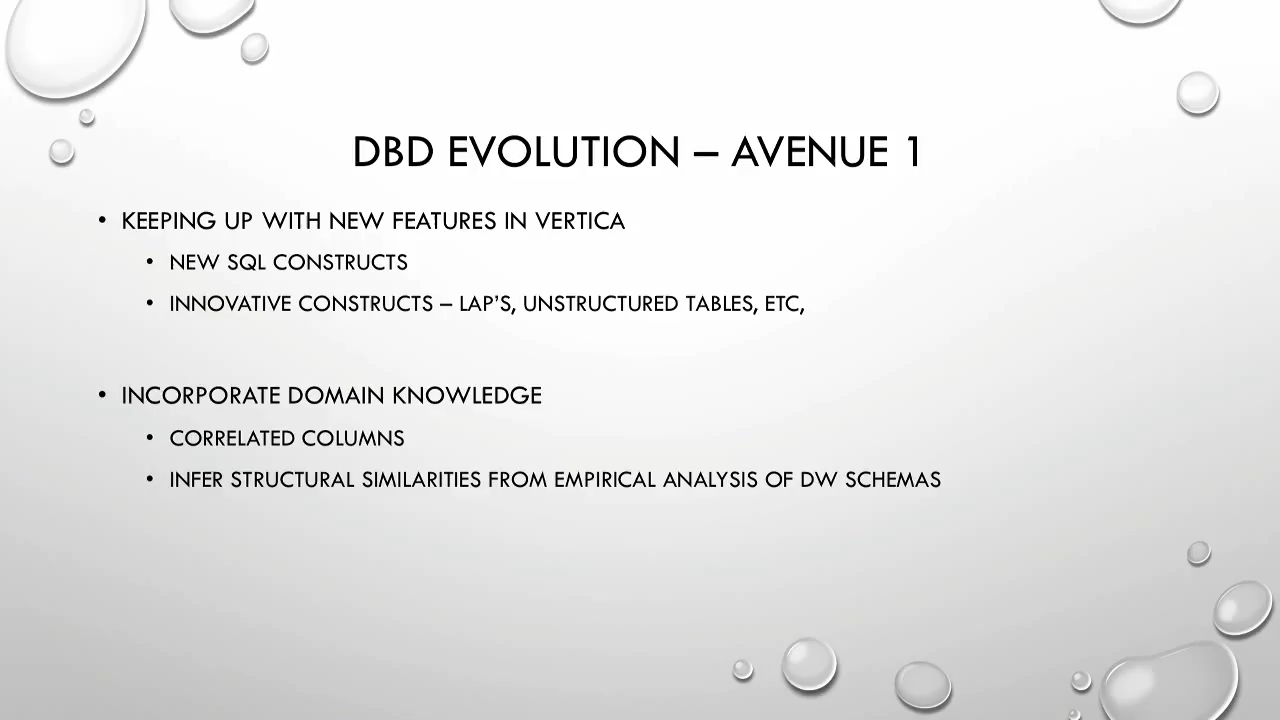 DBD EVOLUTION – AVENUE 1
• KEEPING UP WITH NEW FEATURES IN VERTICA
• NEW SQL CONSTRUCTS
• INNOVATIVE CONSTRUCTS – LAP'S, UNSTRUCTURED TABLES, ETC,
• INCORPORATE DOMAIN KNOWLEDGE
• CORRELATED COLUMNS
• INFER STRUCTURAL SIMILARITIES FROM EMPIRICAL ANALYSIS OF DW SCHEMAS